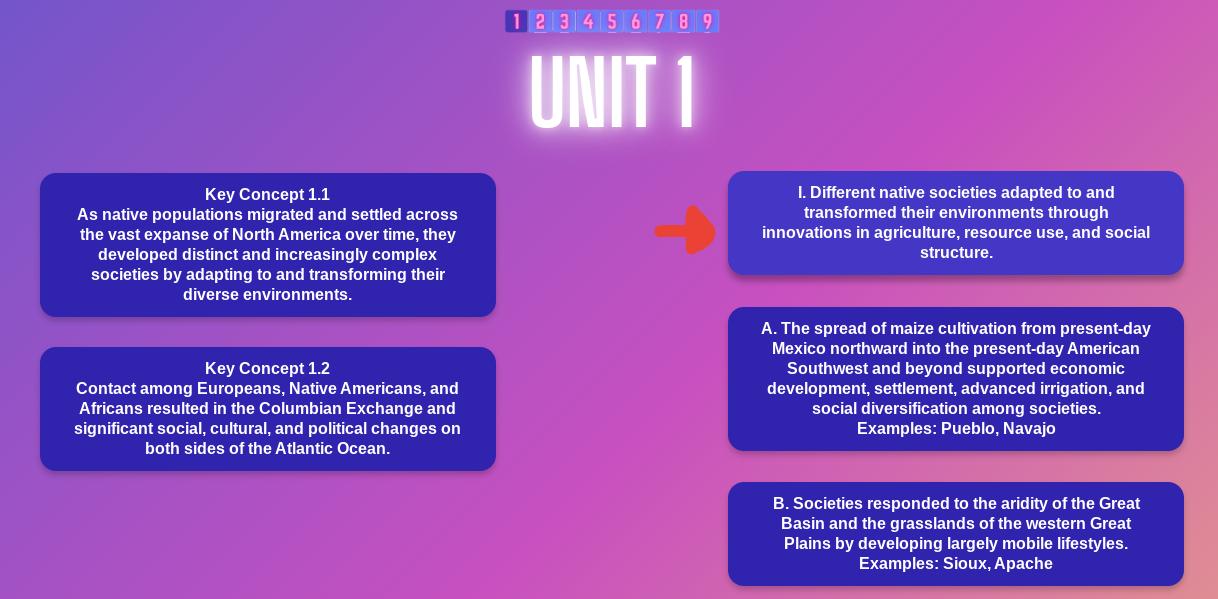 1 2 3 4 5 6 7 8 9
UNIT 1
Key Concept 1.1
As native populations migrated and settled across
the vast expanse of North America over time, they
developed distinct and increasingly complex
societies by adapting to and transforming their
diverse environments.
Key Concept 1.2
Contact among Europeans, Native Americans, and
Africans resulted in the Columbian Exchange and
significant social, cultural, and political changes on
both sides of the Atlantic Ocean.
I. Different native societies adapted to and
transformed their environments through
innovations in agriculture, resource use, and social
structure.
A. The spread of maize cultivation from present-day
Mexico northward into the present-day American
Southwest and beyond supported economic
development, settlement, advanced irrigation, and
social diversification among societies.
Examples: Pueblo, Navajo
B. Societies responded to the aridity of the Great
Basin and the grasslands of the western Great
Plains by developing largely mobile lifestyles.
Examples: Sioux, Apache